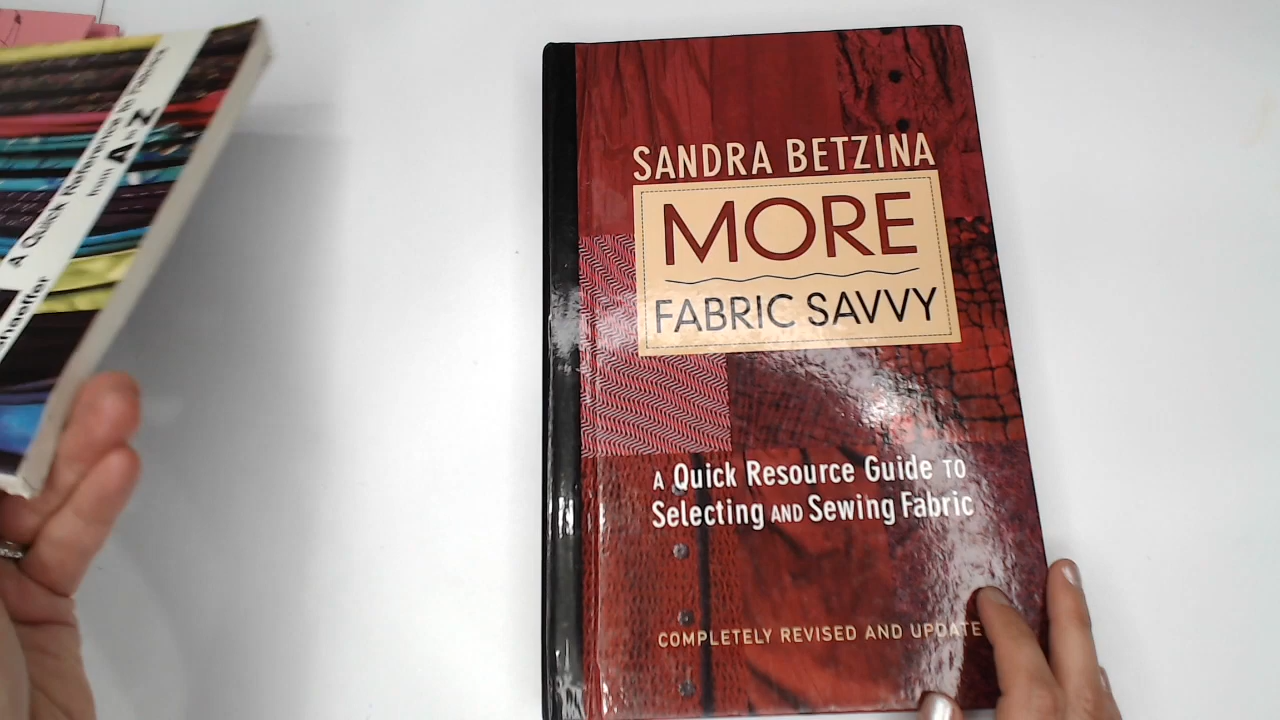 A Quick Reference to Fabrics
from A to Z
SANDRA BETZINA
MORE
FABRIC SAVVY
A Quick Resource Guide TO
Selecting AND Sewing Fabric
COMPLETELY REVISED AND UPDATE